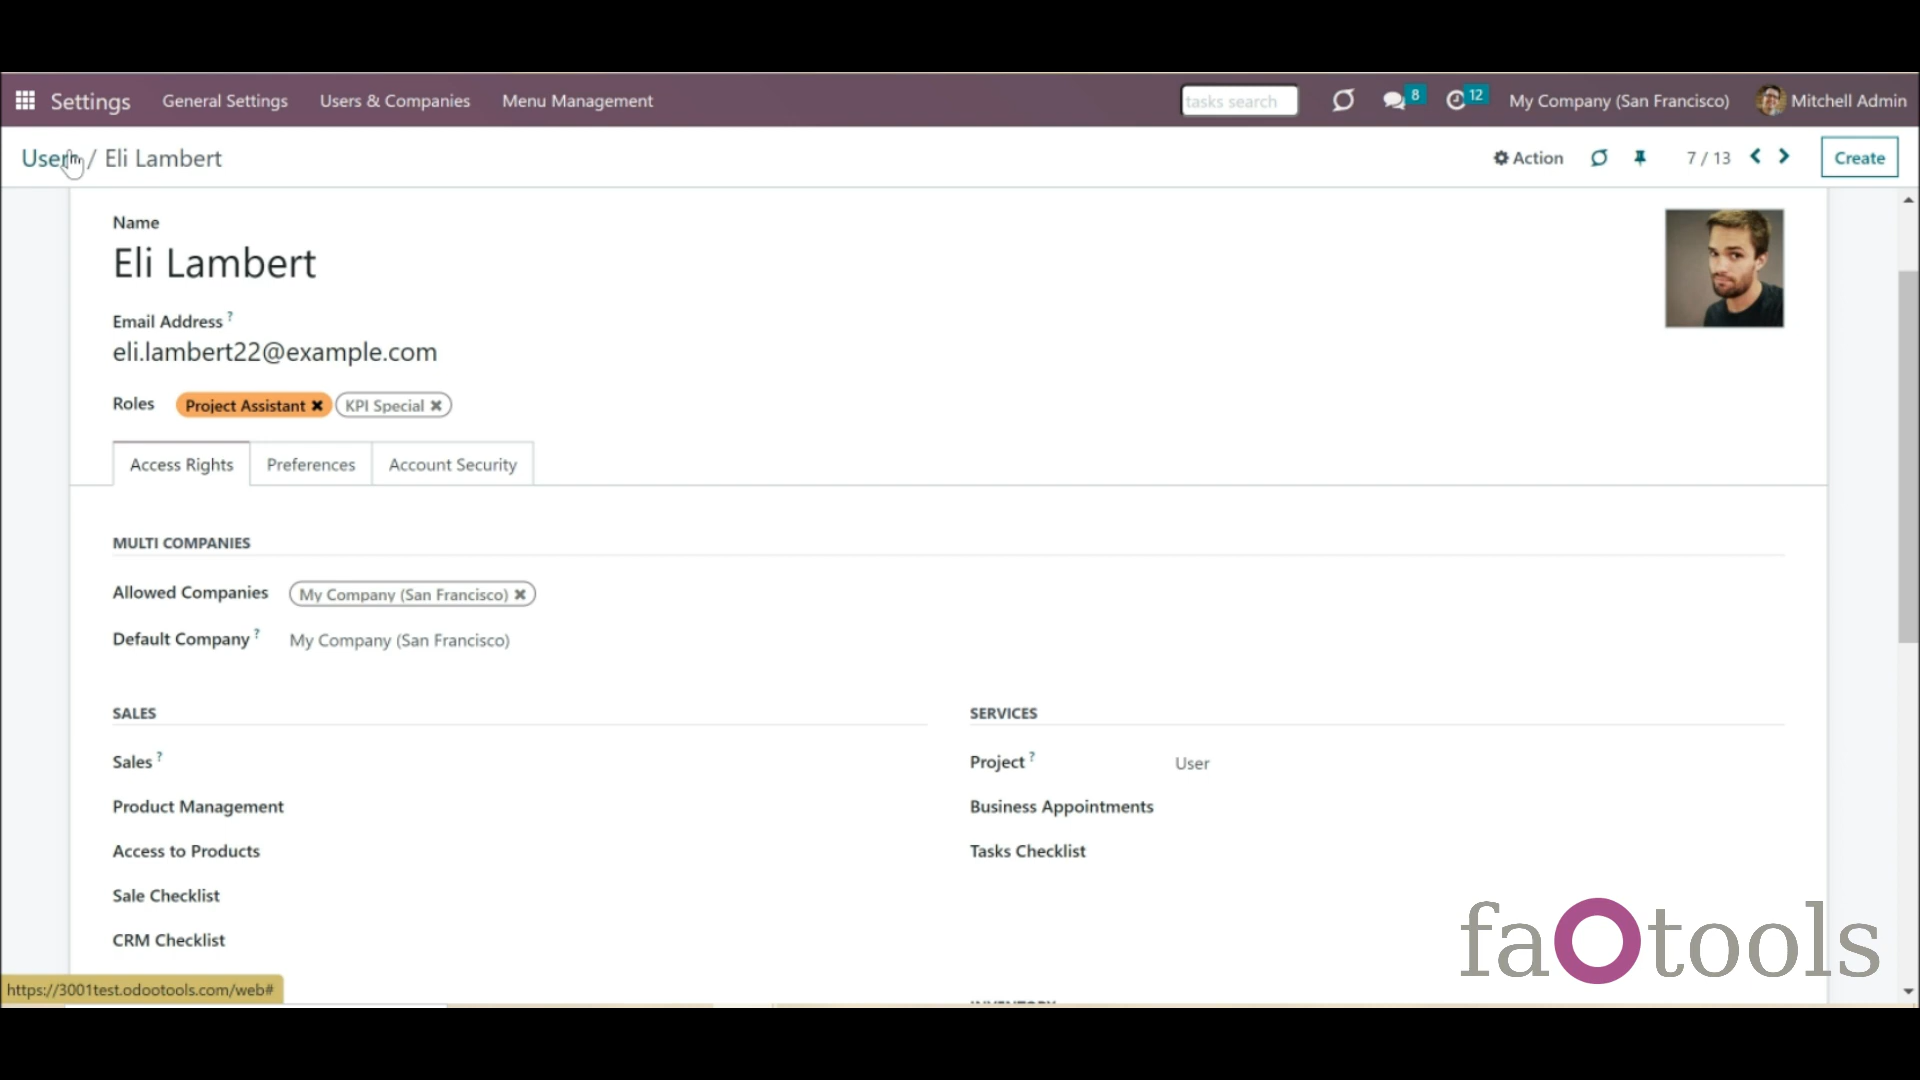 Settings General Settings Users & Companies Menu Management tasks search 8 12 My Company (San Francisco) Mitchell Admin
/ Eli Lambert Action 7 / 13 Create
Name
Eli Lambert
Email Address ?
eli.lambert22@example.com
Roles Project Assistant KPI Special
Access Rights Preferences Account Security
MULTI COMPANIES
Allowed Companies My Company (San Francisco)
Default Company ? My Company (San Francisco)
SALES SERVICES
Sales ? Project ? User
Product Management Business Appointments
Access to Products Tasks Checklist
Sale Checklist
CRM Checklist
faOtools
https://3001test.odootools.com/web#